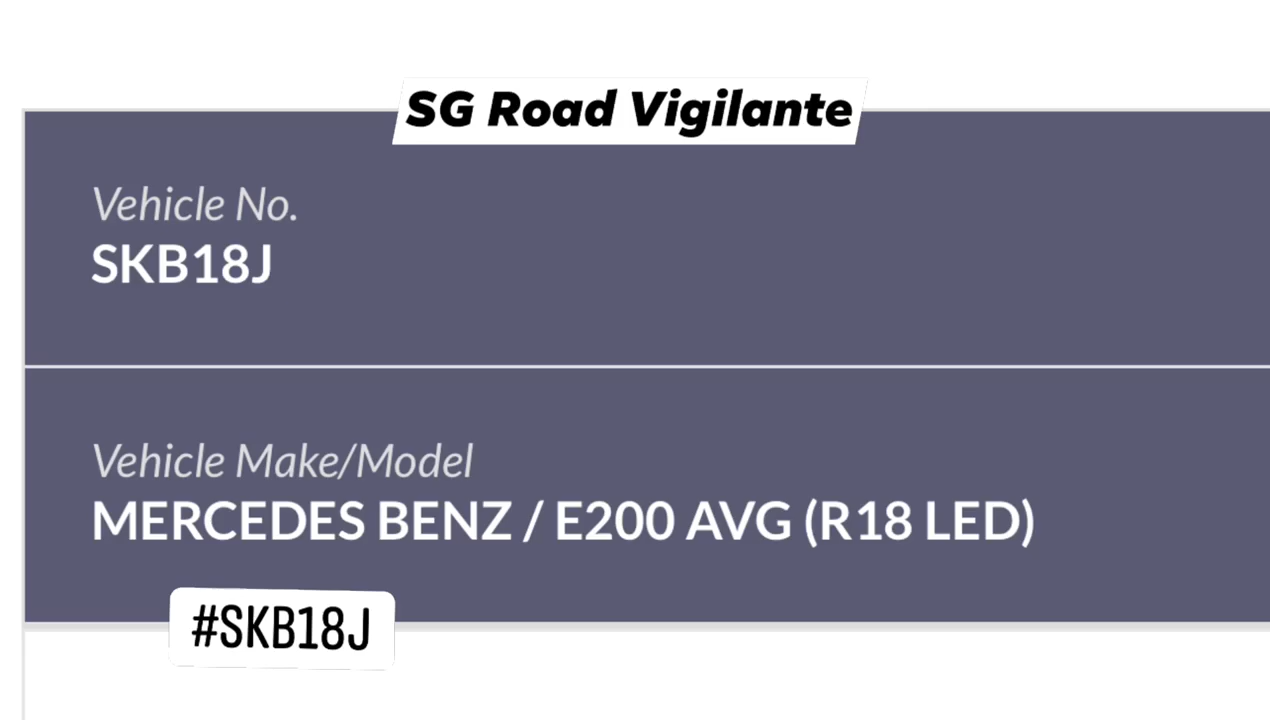 SG Road Vigilante
Vehicle No.
SKB18J
Vehicle Make/Model
MERCEDES BENZ / E200 AVG (R18 LED)
#SKB18J